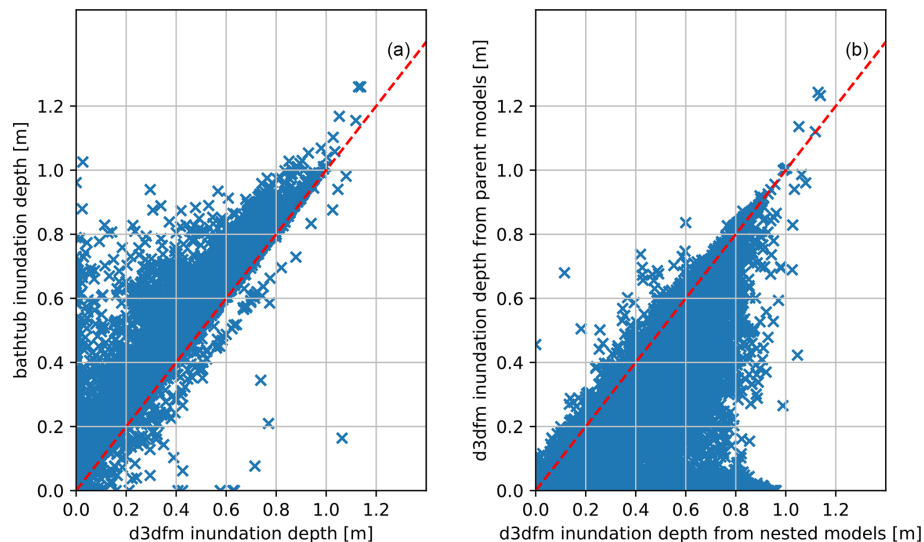 (a)
bathtub inundation depth [m]
1.2
1.0
0.8
0.6
0.4
0.2
0.0
0.0 0.2 0.4 0.6 0.8 1.0 1.2
d3dfm inundation depth [m]
(b)
d3dfm inundation depth from parent models [m]
1.2
1.0
0.8
0.6
0.4
0.2
0.0
0.0 0.2 0.4 0.6 0.8 1.0 1.2
d3dfm inundation depth from nested models [m]